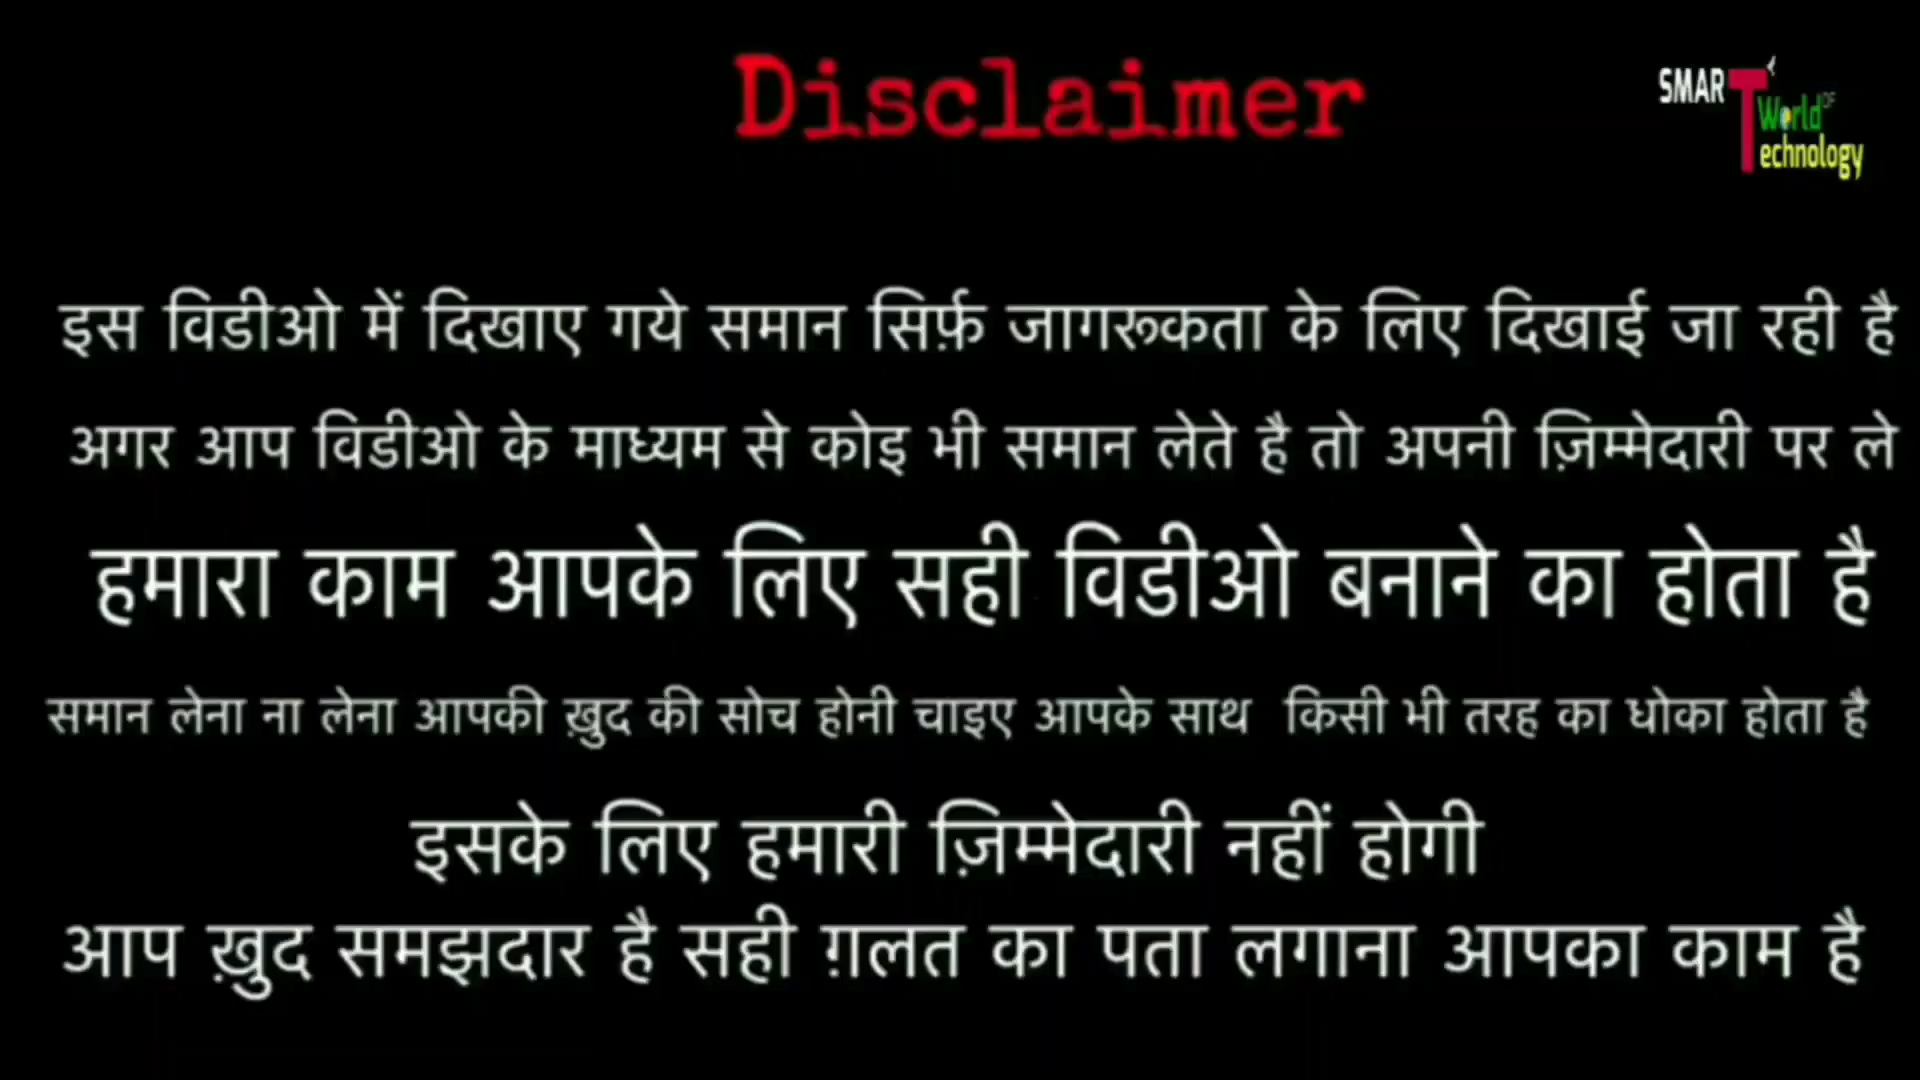 Disclaimer
SMART World OF Technology
इस विडीओ में दिखाए गये समान सिर्फ़ जागरूकता के लिए दिखाई जा रही है
अगर आप विडीओ के माध्यम से कोइ भी समान लेते है तो अपनी ज़िम्मेदारी पर ले
हमारा काम आपके लिए सही विडीओ बनाने का होता है
समान लेना ना लेना आपकी ख़ुद की सोच होनी चाइए आपके साथ किसी भी तरह का धोका होता है
इसके लिए हमारी ज़िम्मेदारी नहीं होगी
आप ख़ुद समझदार है सही ग़लत का पता लगाना आपका काम है